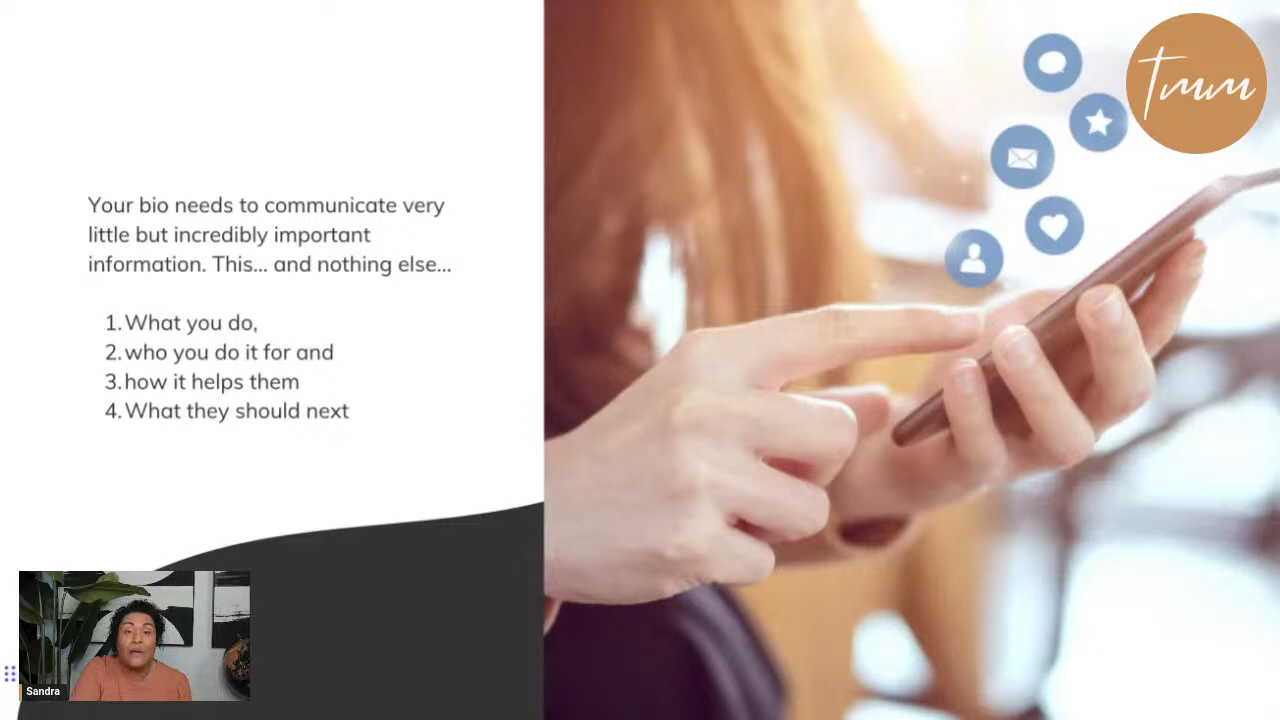 Your bio needs to communicate very
little but incredibly important
information. This... and nothing else...
1. What you do,
2. who you do it for and
3. how it helps them
4. What they should next
tmm
Sandra